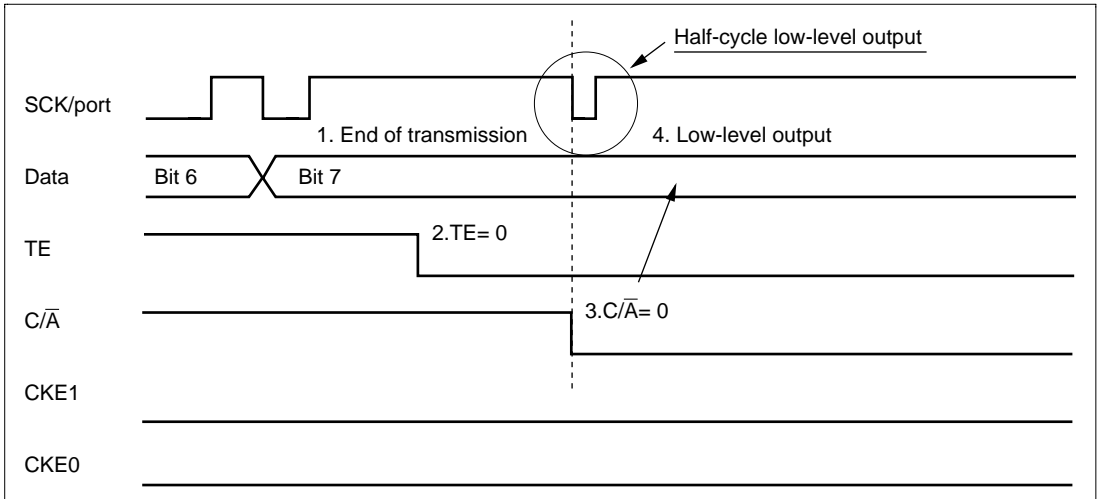 Half-cycle low-level output
SCK/port
1. End of transmission
4. Low-level output
Data
Bit 6
Bit 7
TE
2.TE= 0
C/A̅
3.C/A̅= 0
CKE1
CKE0